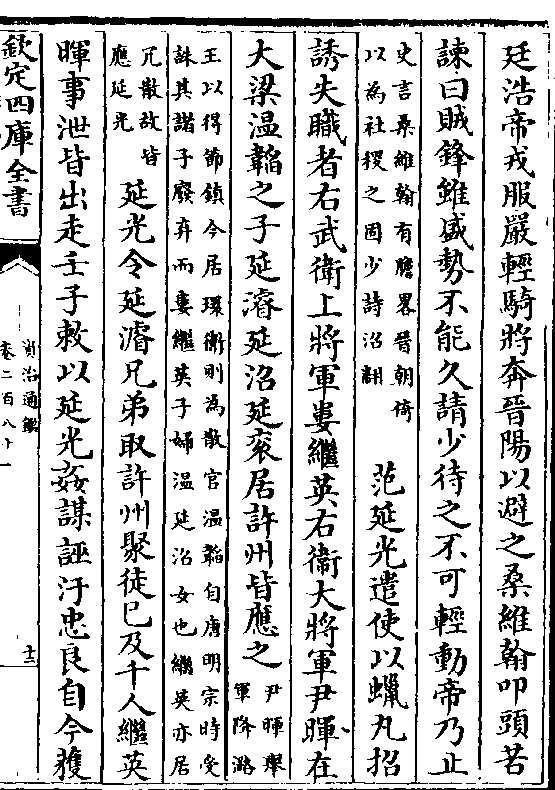 廷浩帝戎服嚴輕騎將奔晉陽以避之桑維翰叩頭苦
諫曰賊鋒雖盛勢不能久請少待之不可輕動帝乃止
史言桑維翰有膽畧晉朝倚
以為社稷之固少詩沼翻
范延光遣使以蠟丸招
誘失職者右武衛上將軍婁繼英右衛大將軍尹暉在
大梁温韜之子延濬延沼延衮居許州皆應之
尹暉舉
軍降潞
王以得節鎮今居環衛則為散官温韜自唐明宗時受
誅其諸子廢弃而婁繼英子婦温延沼女也繼英亦居
冗散故皆
應延光
延光令延濬兄弟取許州聚徒已及千人繼英
暉事泄皆出走壬子敕以延光姦謀誣汙忠良自今獲
欽定四庫全書
資治通鑑
卷二百八十一